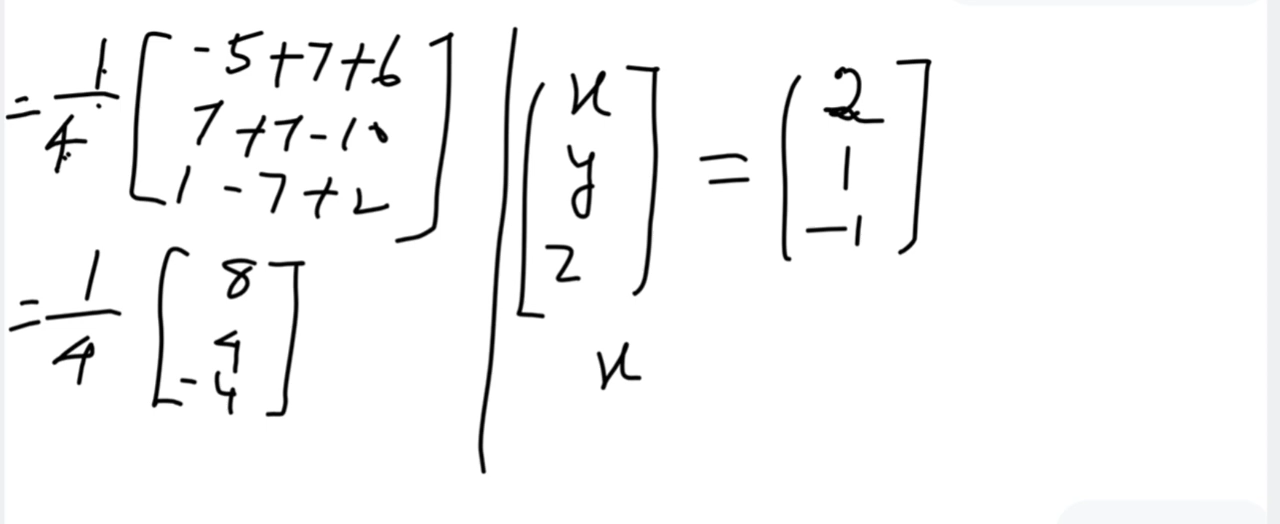 = 1/4 [ -5+7+6
7+7-10
1-7+2 ]
= 1/4 [ 8
4
-4 ]
[ x
y
z ] = [ 2
1
-1 ]
x